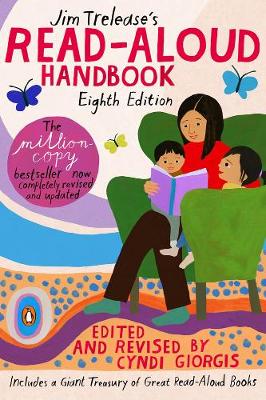 Jim Trelease's
READ-ALOUD
HANDBOOK
Eighth Edition
The
million-
copy
bestseller now
completely revised
and updated
EDITED
AND REVISED BY
CYNDI GIORGIS
Includes a Giant Treasury of Great Read-Aloud Books